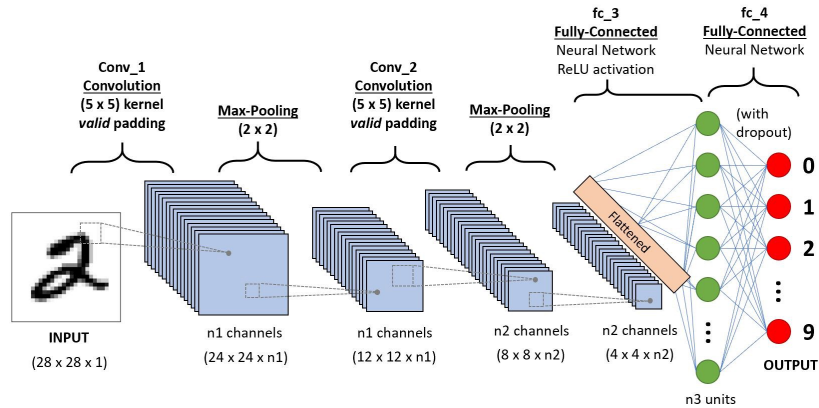 fc_3
Fully-Connected
Neural Network
ReLU activation
fc_4
Fully-Connected
Neural Network
Conv_1
Convolution
(5 x 5) kernel
valid padding
Max-Pooling
(2 x 2)
Conv_2
Convolution
(5 x 5) kernel
valid padding
Max-Pooling
(2 x 2)
(with
dropout)
0
1
2
9
Flattened
2
INPUT
(28 x 28 x 1)
n1 channels
(24 x 24 x n1)
n1 channels
(12 x 12 x n1)
n2 channels
(8 x 8 x n2)
n2 channels
(4 x 4 x n2)
OUTPUT
n3 units